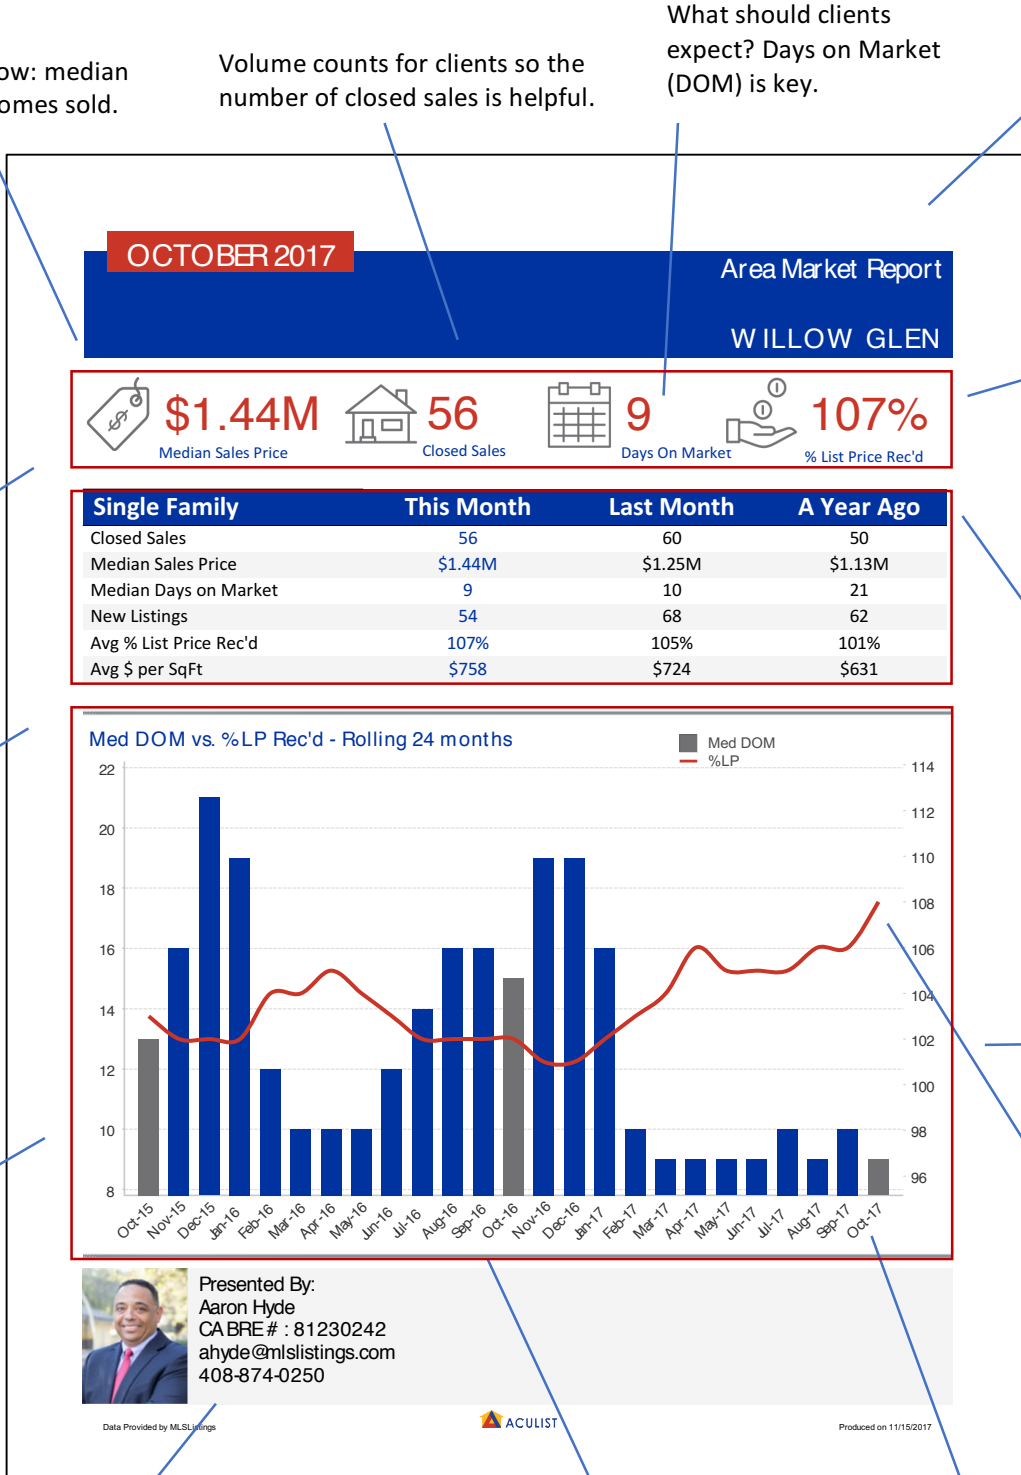 ow: median
omes sold.
Volume counts for clients so the
number of closed sales is helpful.
What should clients
expect? Days on Market
(DOM) is key.
OCTOBER 2017
Area Market Report
WILLOW GLEN
$
$1.44M
Median Sales Price
56
Closed Sales
9
Days On Market
107%
% List Price Rec'd
Single Family This Month Last Month A Year Ago
Closed Sales 56 60 50
Median Sales Price $1.44M $1.25M $1.13M
Median Days on Market 9 10 21
New Listings 54 68 62
Avg % List Price Rec'd 107% 105% 101%
Avg $ per SqFt $758 $724 $631
Med DOM vs. %LP Rec'd - Rolling 24 months
Med DOM
%LP
22
20
18
16
14
12
10
8
114
112
110
108
106
104
102
100
98
96
Oct-15 Nov-15 Dec-15 Jan-16 Feb-16 Mar-16 Apr-16 May-16 Jun-16 Jul-16 Aug-16 Sep-16 Oct-16 Nov-16 Dec-16 Jan-17 Feb-17 Mar-17 Apr-17 May-17 Jun-17 Jul-17 Aug-17 Sep-17 Oct-17
Presented By:
Aaron Hyde
CA BRE # : 81230242
ahyde@mlslistings.com
408-874-0250
Data Provided by MLSListings
ACULIST
Produced on 11/15/2017